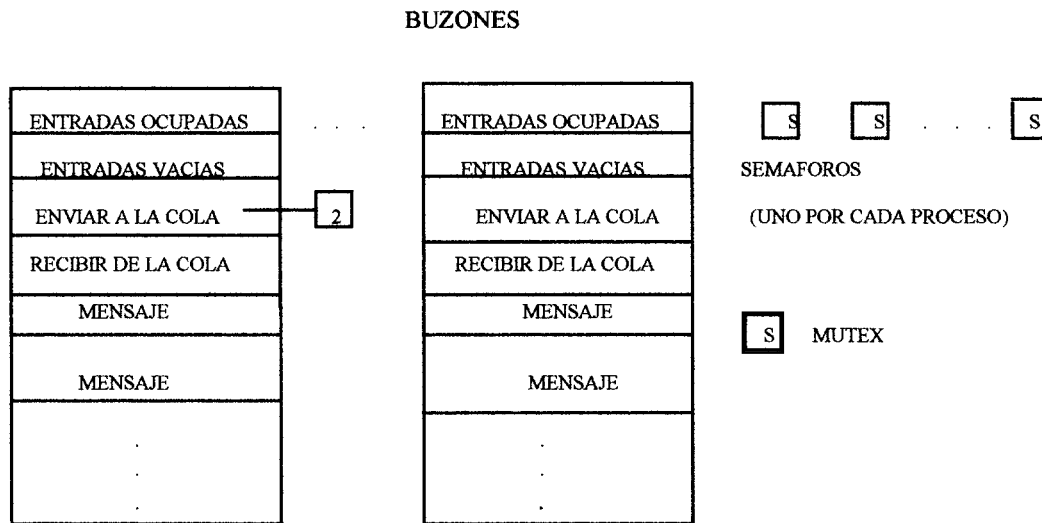 BUZONES
ENTRADAS OCUPADAS
ENTRADAS VACIAS
ENVIAR A LA COLA
2
RECIBIR DE LA COLA
MENSAJE
MENSAJE
.
.
.
. . .
ENTRADAS OCUPADAS
ENTRADAS VACIAS
ENVIAR A LA COLA
RECIBIR DE LA COLA
MENSAJE
MENSAJE
.
.
.
S S . . . . S
SEMAFOROS
(UNO POR CADA PROCESO)
S MUTEX